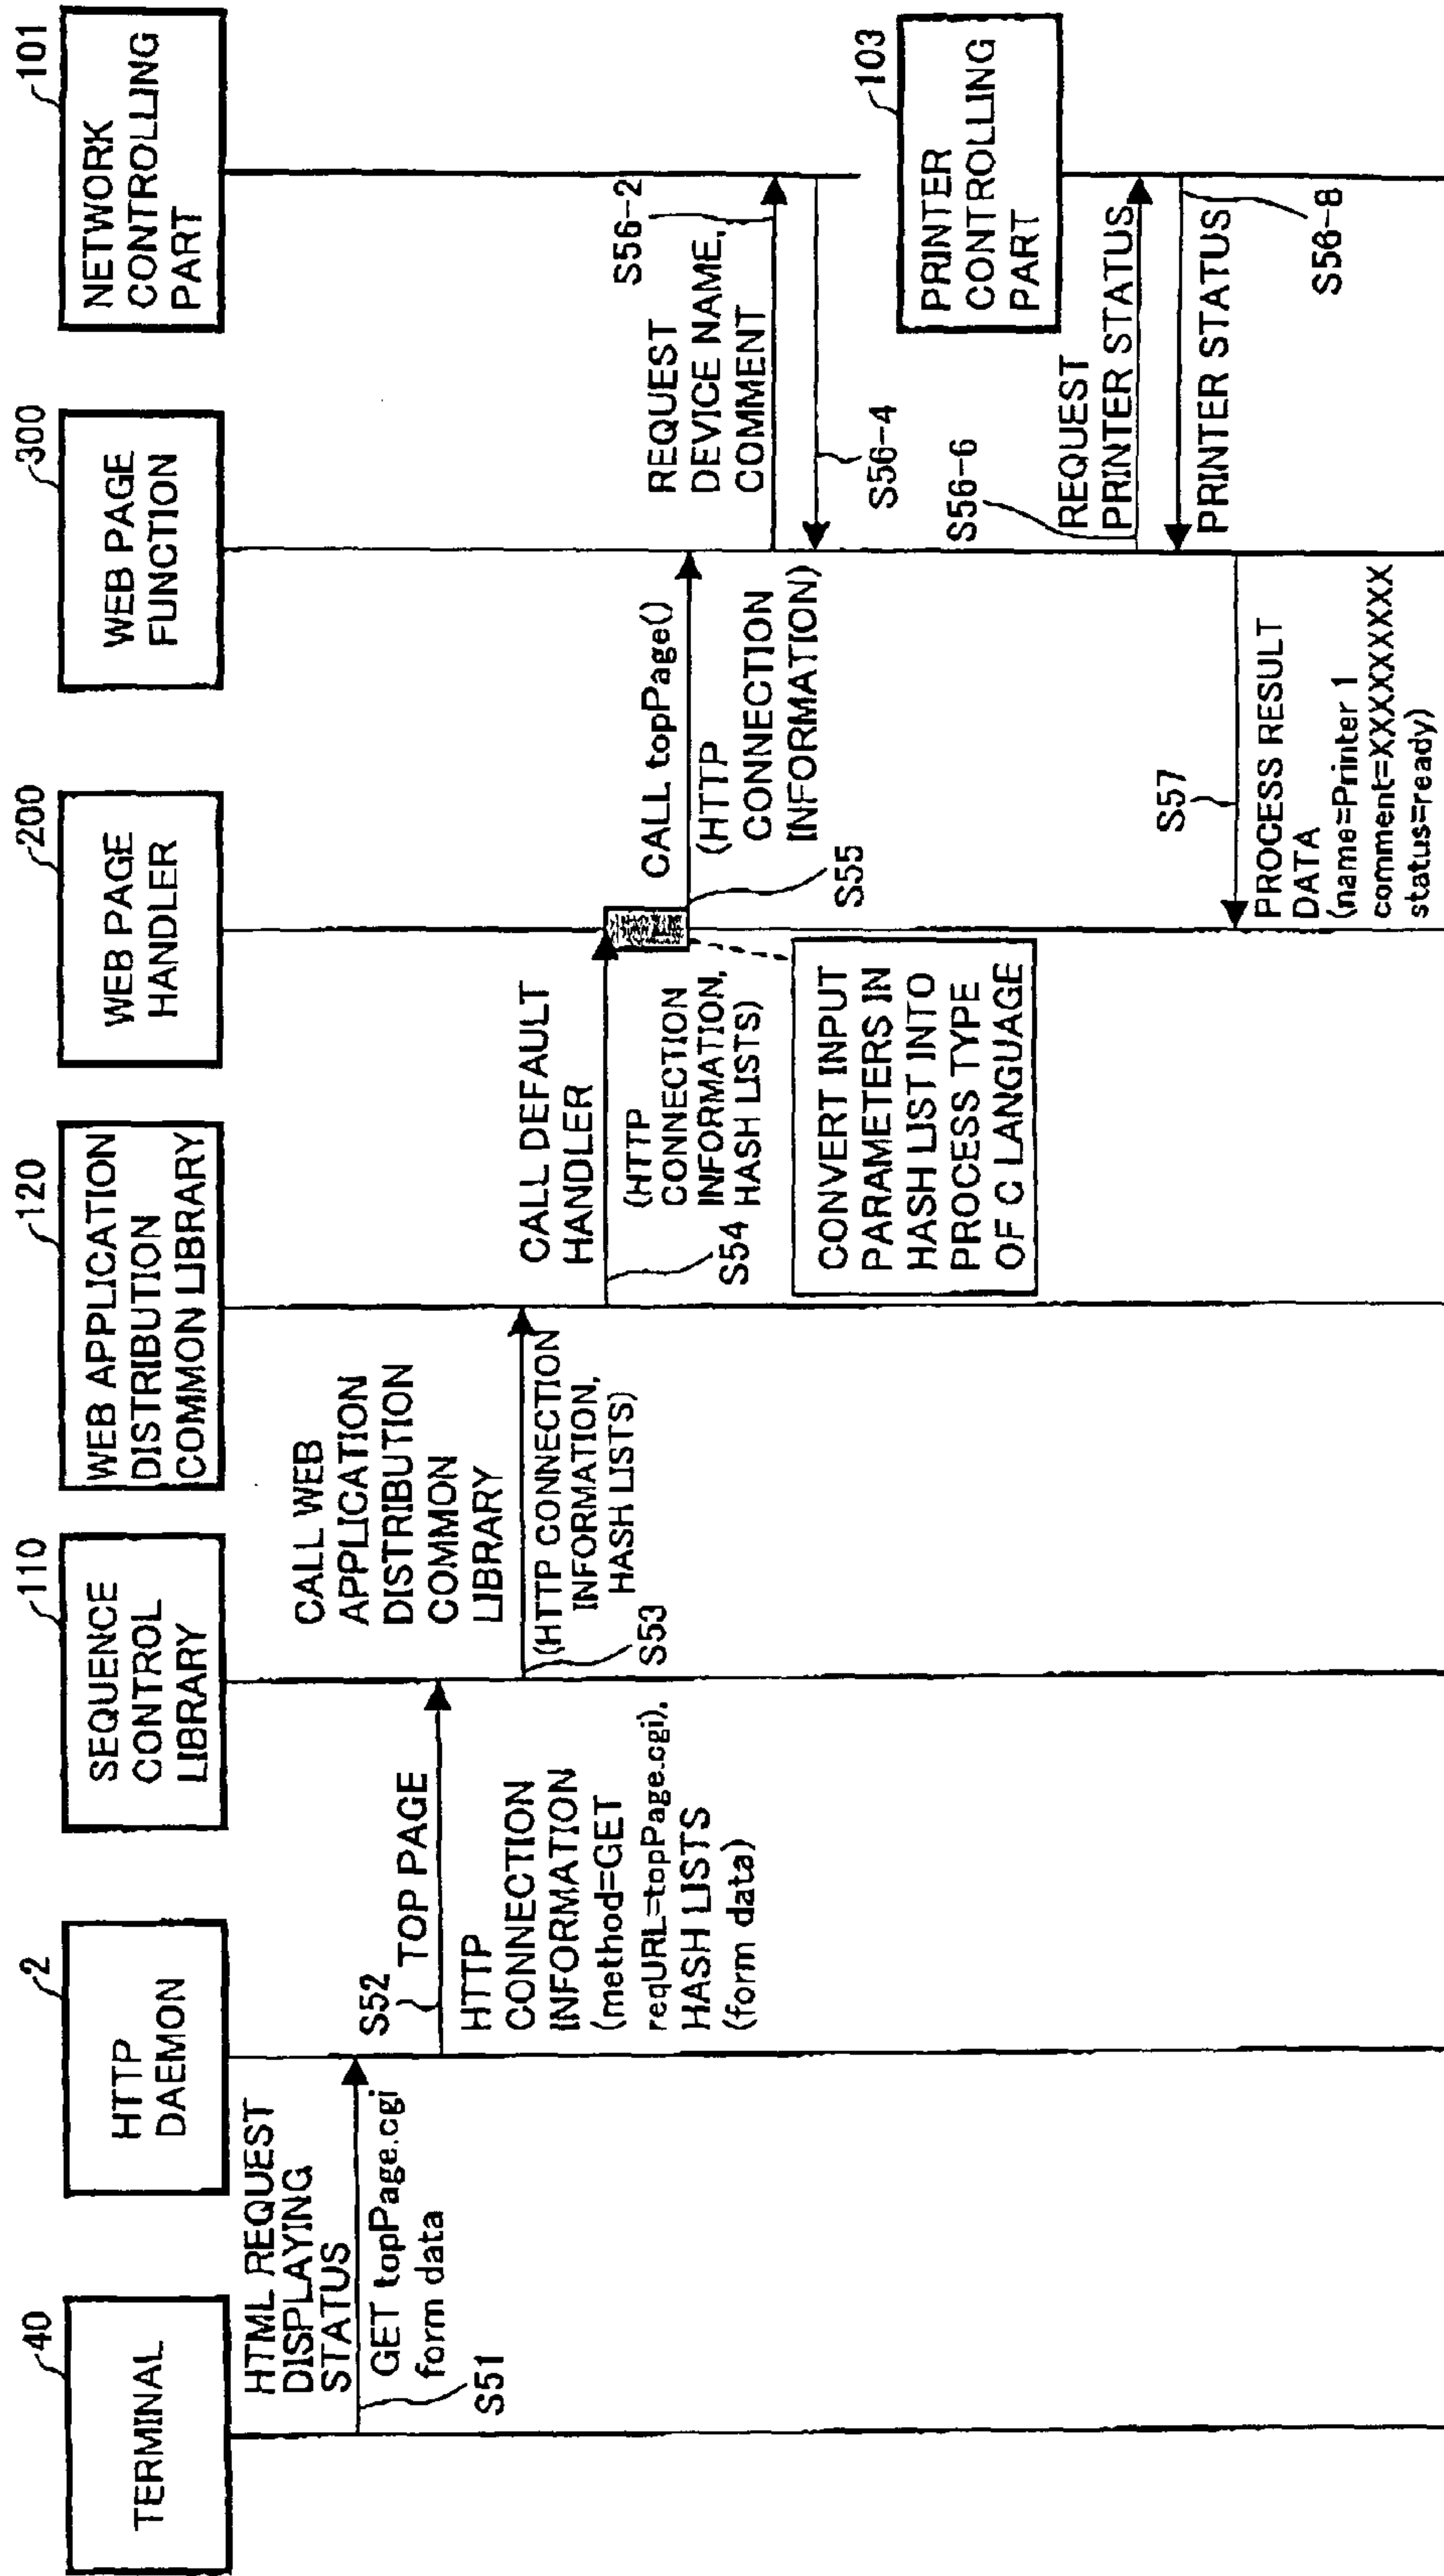 40
TERMINAL
2
HTTP
DAEMON
110
SEQUENCE
CONTROL
LIBRARY
120
WEB APPLICATION
DISTRIBUTION
COMMON LIBRARY
200
WEB PAGE
HANDLER
300
WEB PAGE
FUNCTION
101
NETWORK
CONTROLLING
PART
HTML REQUEST
DISPLAYING
STATUS
GET topPage.cgi
form data
S51
S52
TOP PAGE
HTTP
CONNECTION
INFORMATION
(method=GET
reqURL=topPage.cgi),
HASH LISTS
(form data)
CALL WEB
APPLICATION
DISTRIBUTION
COMMON
LIBRARY
(HTTP CONNECTION
INFORMATION,
HASH LISTS)
S53
CALL DEFAULT
HANDLER
(HTTP
CONNECTION
INFORMATION,
HASH LISTS)
S54
CONVERT INPUT
PARAMETERS IN
HASH LIST INTO
PROCESS TYPE
OF C LANGUAGE
CALL topPage()
(HTTP
CONNECTION
INFORMATION)
S55
REQUEST
DEVICE NAME,
COMMENT
S56-2
S56-4
103
PRINTER
CONTROLLING
PART
S56-6
REQUEST
PRINTER STATUS
PRINTER STATUS
S56-8
S57
PROCESS RESULT
DATA
(name=Printer 1
comment=XXXXXXXXX
status=ready)